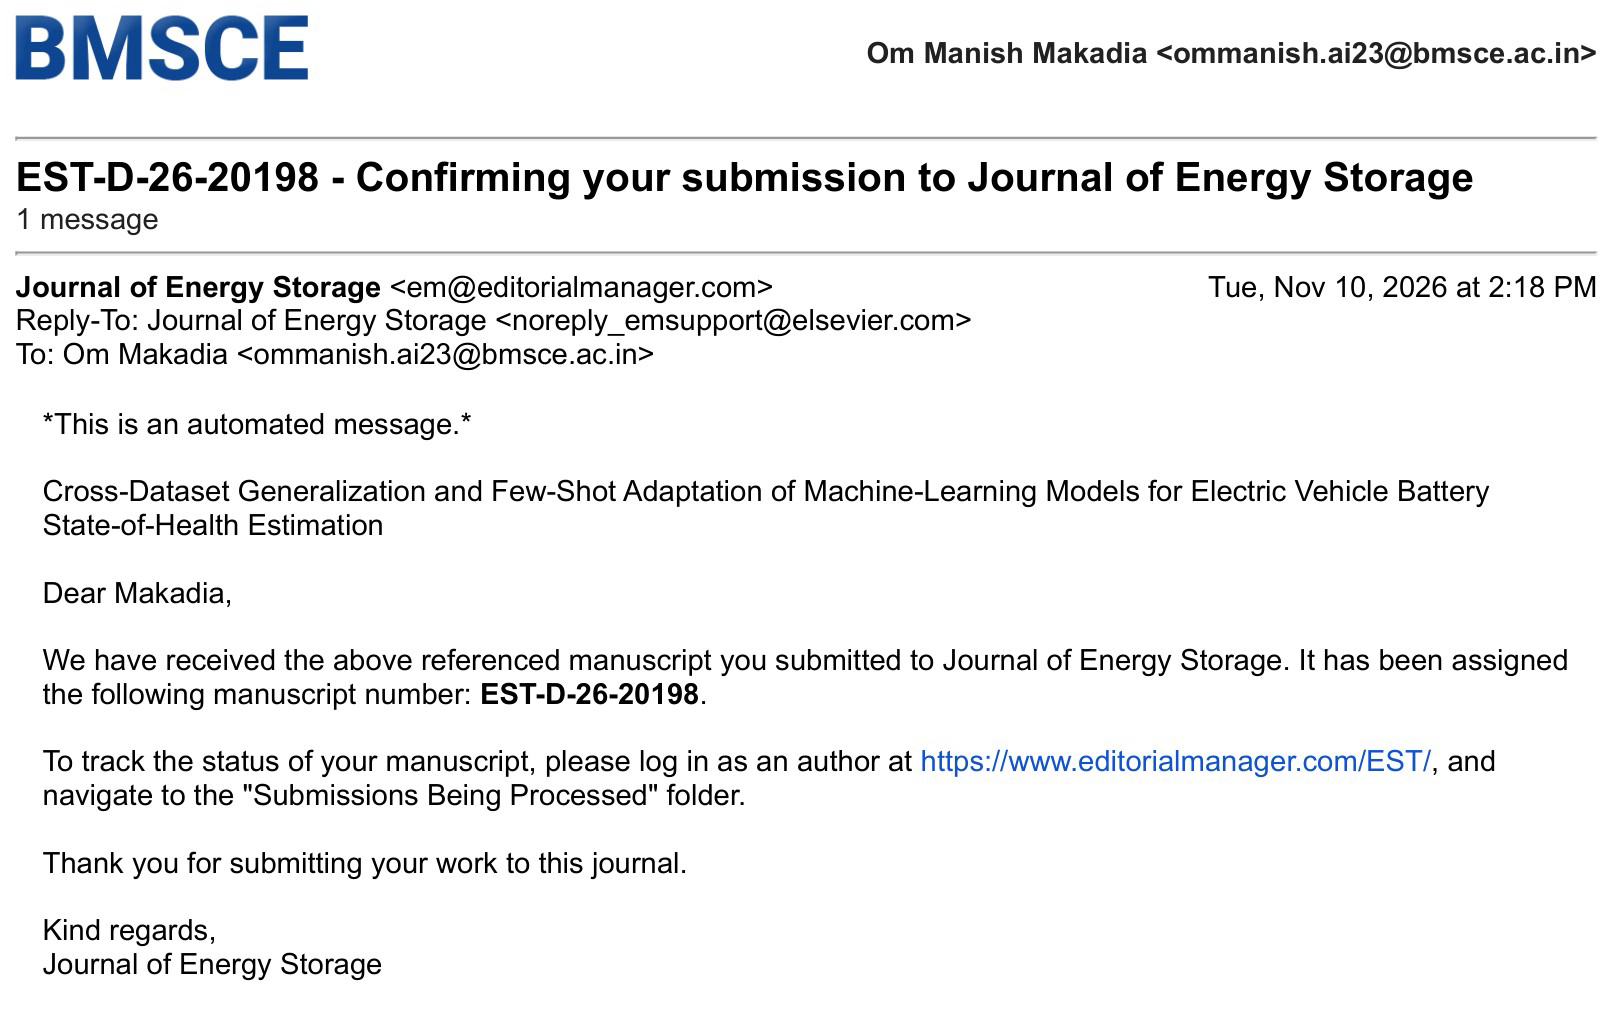 BMSCE
Om Manish Makadia <ommanish.ai23@bmsce.ac.in>
EST-D-26-20198 - Confirming your submission to Journal of Energy Storage
1 message
Journal of Energy Storage <em@editorialmanager.com>
Tue, Nov 10, 2026 at 2:18 PM
Reply-To: Journal of Energy Storage <noreply_emsupport@elsevier.com>
To: Om Makadia <ommanish.ai23@bmsce.ac.in>
*This is an automated message.*
Cross-Dataset Generalization and Few-Shot Adaptation of Machine-Learning Models for Electric Vehicle Battery
State-of-Health Estimation
Dear Makadia,
We have received the above referenced manuscript you submitted to Journal of Energy Storage. It has been assigned
the following manuscript number: EST-D-26-20198.
To track the status of your manuscript, please log in as an author at https://www.editorialmanager.com/EST/, and
navigate to the "Submissions Being Processed" folder.
Thank you for submitting your work to this journal.
Kind regards,
Journal of Energy Storage